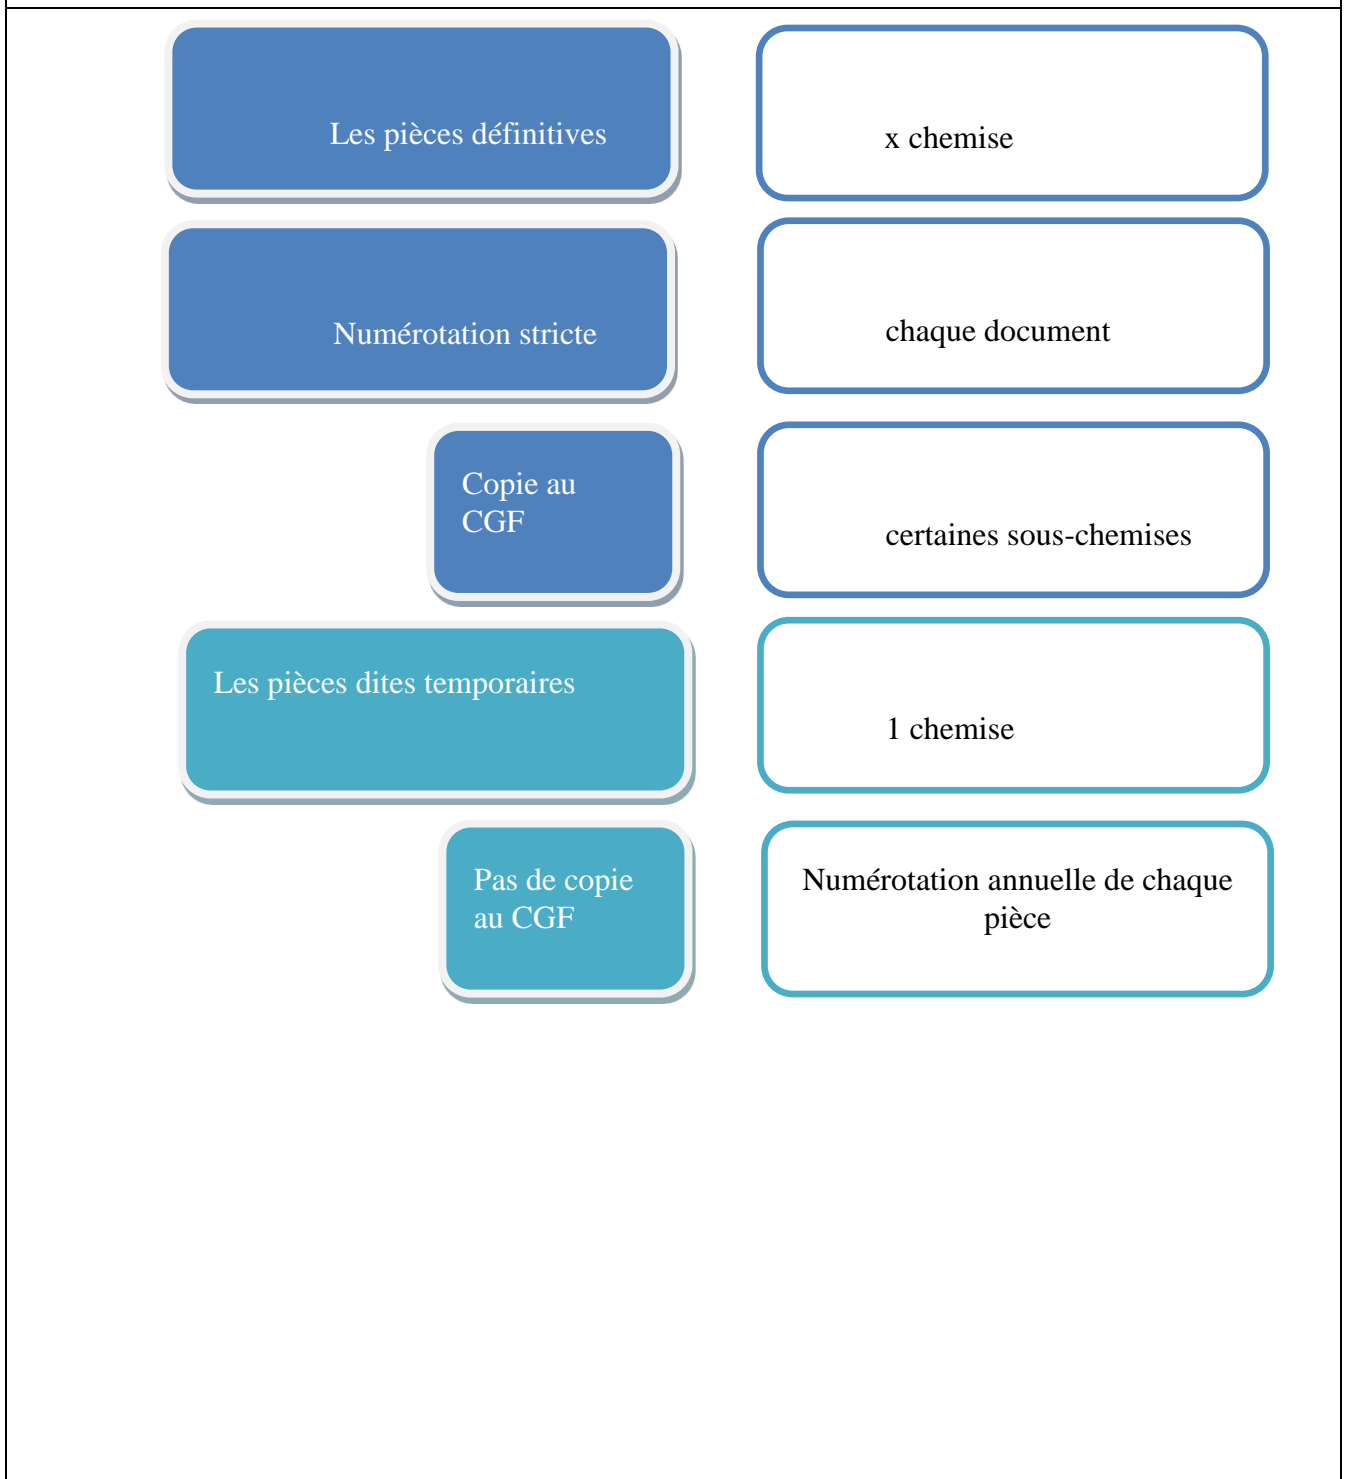 Les pièces définitives
x chemise
Numérotation stricte
chaque document
Copie au
CGF
certaines sous-chemises
Les pièces dites temporaires
1 chemise
Pas de copie
au CGF
Numérotation annuelle de chaque
pièce